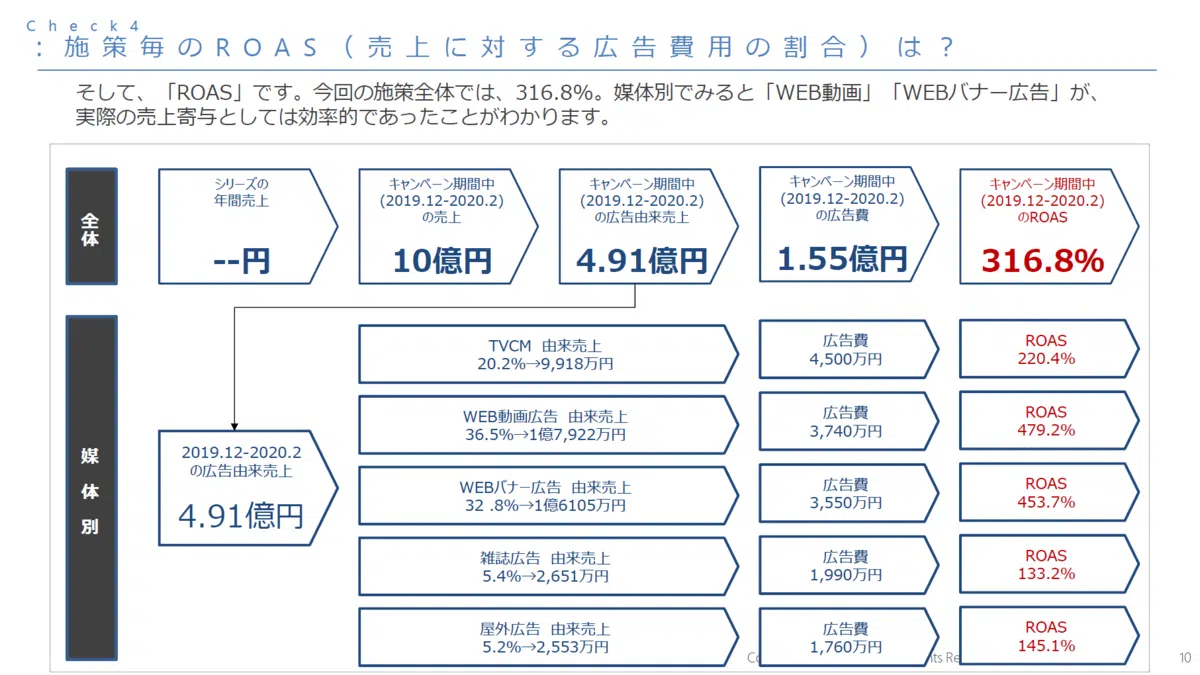 Check4
：施策毎のROAS（売上に対する広告費用の割合）は？
そして、「ROAS」です。今回の施策全体では、316.8%。媒体別でみると「WEB動画」「WEBバナー広告」が、
実際の売上寄与としては効率的であったことがわかります。
全体
シリーズの
年間売上
--円
キャンペーン期間中
(2019.12-2020.2)
の売上
10億円
キャンペーン期間中
(2019.12-2020.2)
の広告由来売上
4.91億円
キャンペーン期間中
(2019.12-2020.2)
の広告費
1.55億円
キャンペーン期間中
(2019.12-2020.2)
のROAS
316.8%
媒体別
2019.12-2020.2
の広告由来売上
4.91億円
TVCM 由来売上
20.2%→9,918万円
広告費
4,500万円
ROAS
220.4%
WEB動画広告 由来売上
36.5%→1億7,922万円
広告費
3,740万円
ROAS
479.2%
WEBバナー広告 由来売上
32 .8%→1億6105万円
広告費
3,550万円
ROAS
453.7%
雑誌広告 由来売上
5.4%→2,651万円
広告費
1,990万円
ROAS
133.2%
屋外広告 由来売上
5.2%→2,553万円
広告費
1,760万円
ROAS
145.1%
10